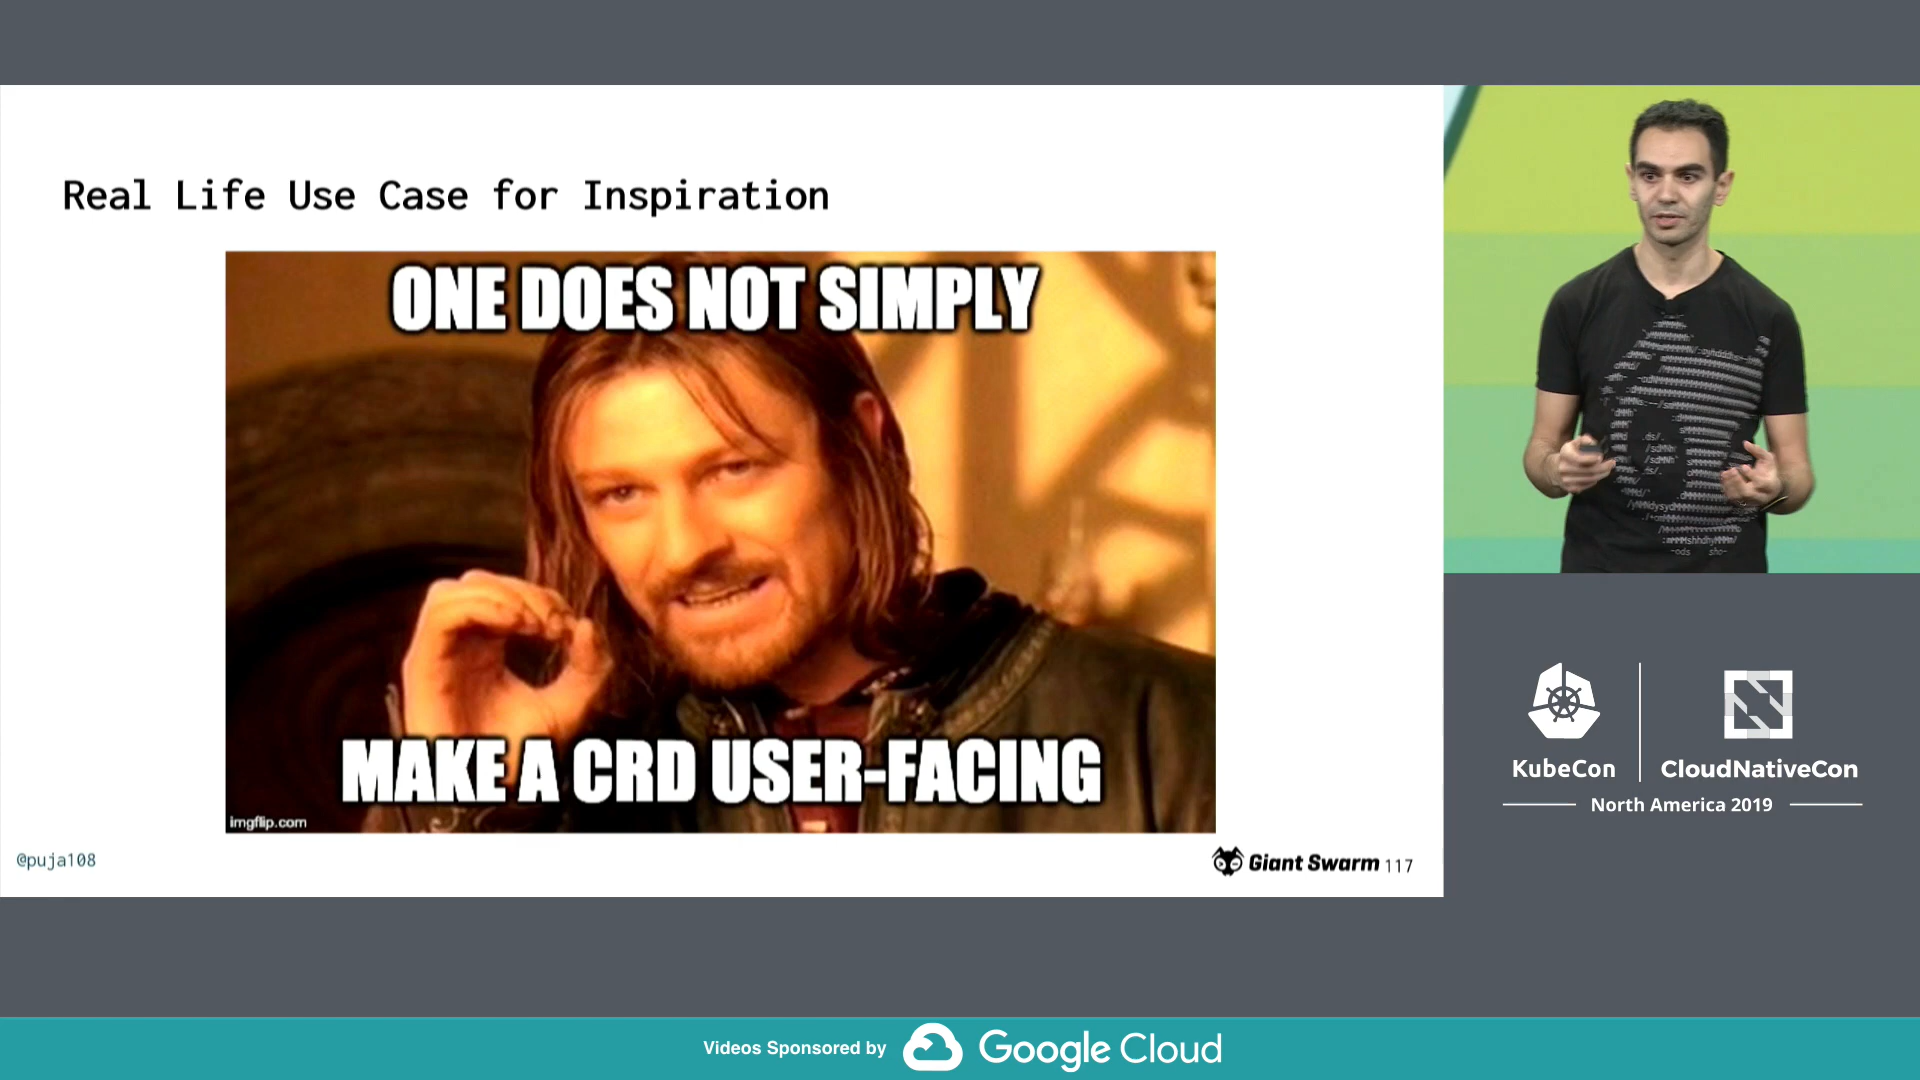 Real Life Use Case for Inspiration
ONE DOES NOT SIMPLY
MAKE A CRD USER-FACING
imgflip.com
@puja108
Giant Swarm 117
KubeCon
CloudNativeCon
North America 2019
Videos Sponsored by
Google Cloud